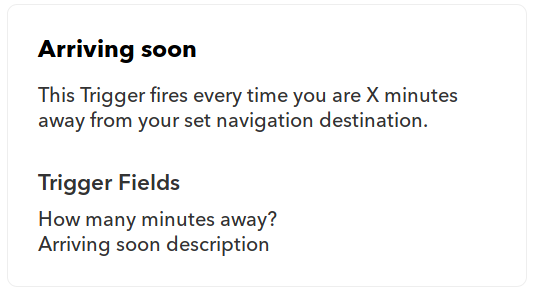 Arriving soon
This Trigger fires every time you are X minutes
away from your set navigation destination.
Trigger Fields
How many minutes away?
Arriving soon description